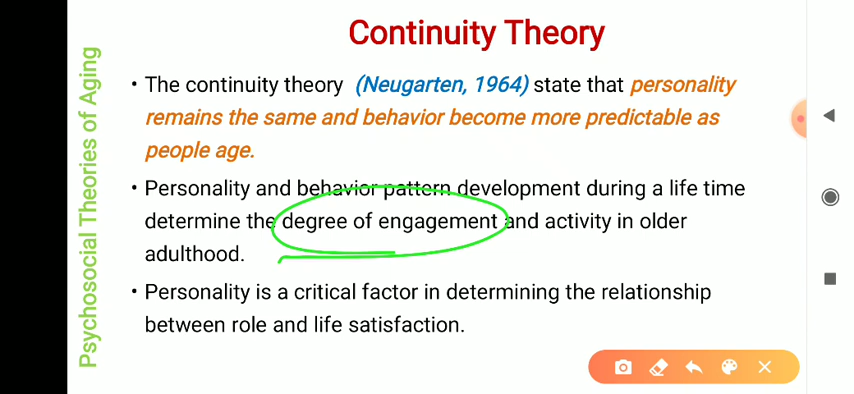 Continuity Theory
Psychosocial Theories of Aging
• The continuity theory (Neugarten, 1964) state that personality
remains the same and behavior become more predictable as
people age.
• Personality and behavior pattern development during a life time
determine the degree of engagement and activity in older
adulthood.
• Personality is a critical factor in determining the relationship
between role and life satisfaction.